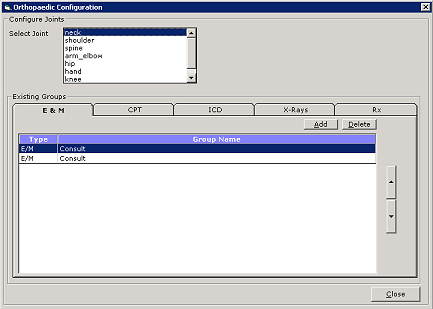 Orthopaedic Configuration
Configure Joints
Select Joint
neck
shoulder
spine
arm_elbow
hip
hand
knee
Existing Groups
E & M CPT ICD X-Rays Rx
Add Delete
Type Group Name
E/M Consult
E/M Consult
Close